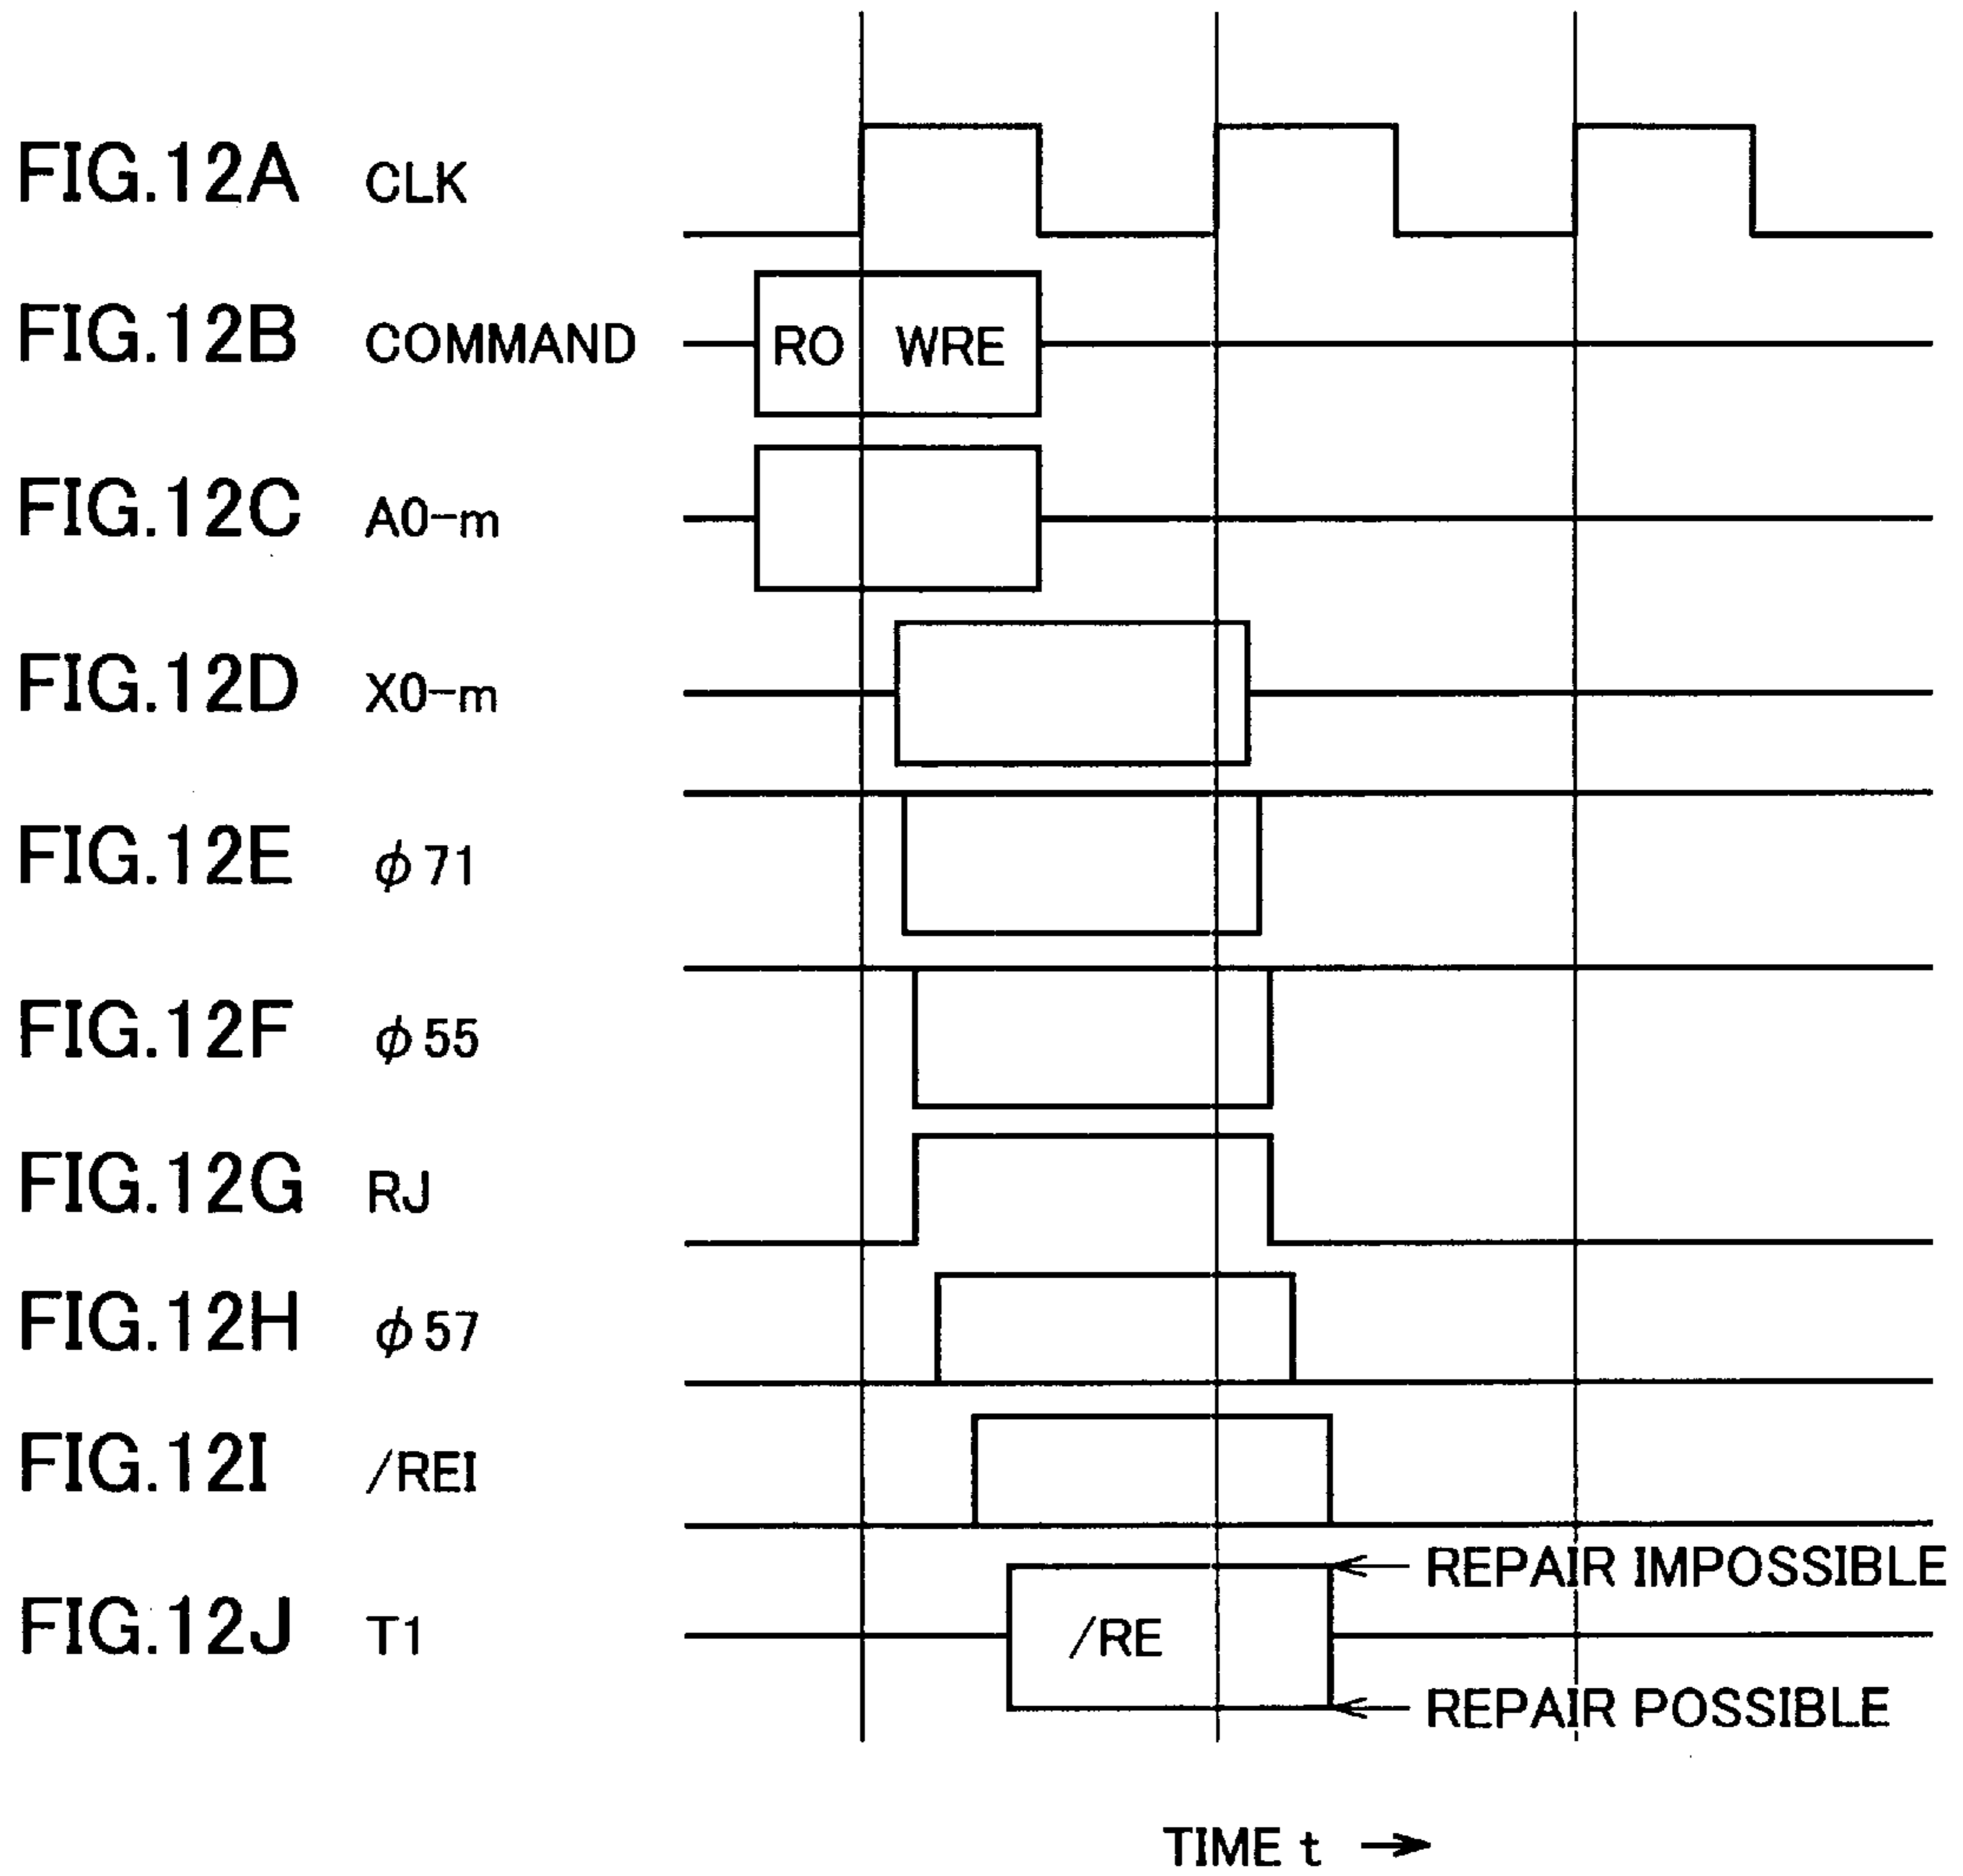 FIG.12A CLK
FIG.12B COMMAND RO WRE
FIG.12C A0-m
FIG.12D X0-m
FIG.12E φ71
FIG.12F φ55
FIG.12G RJ
FIG.12H φ57
FIG.12I /REI
REPAIR IMPOSSIBLE
FIG.12J T1 /RE
REPAIR POSSIBLE
TIME t →